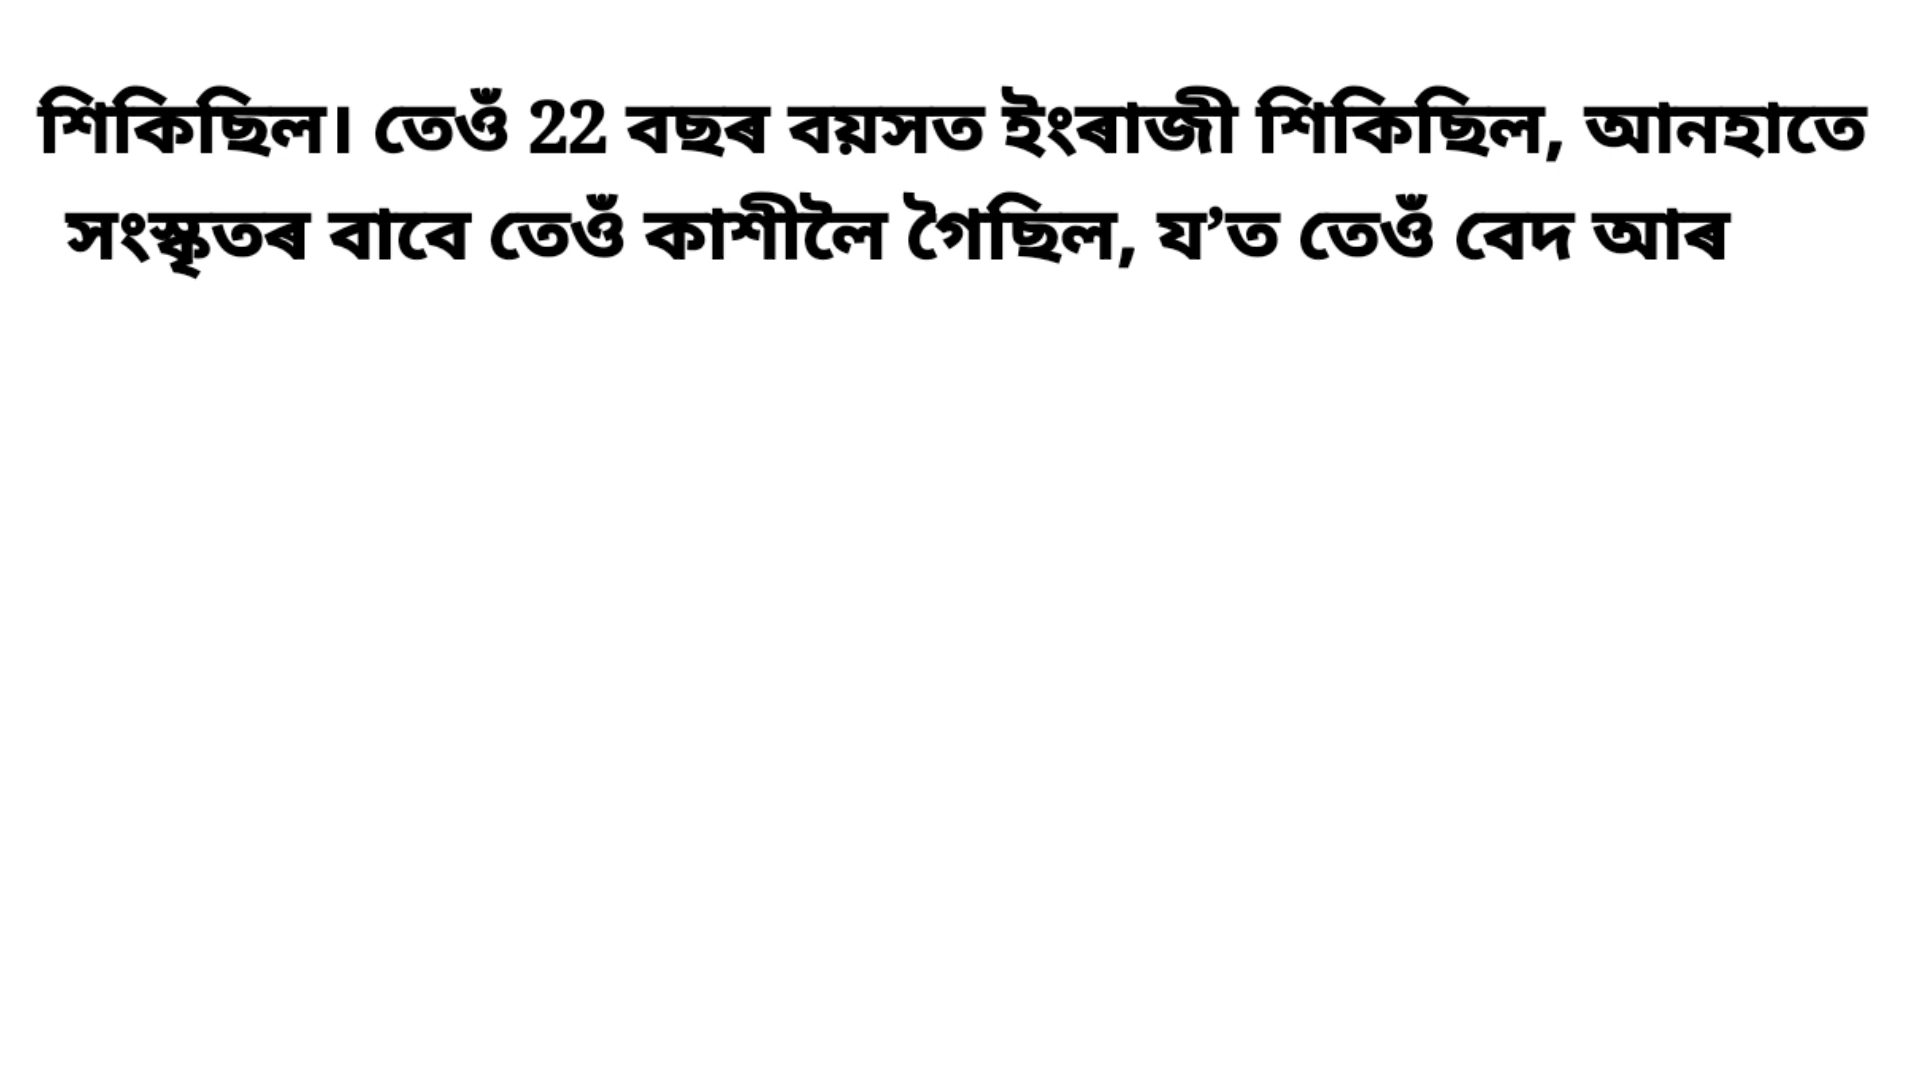 শিকিছিল। তেওঁ 22 বছৰ বয়সত ইংৰাজী শিকিছিল, আনহাতে
সংস্কৃতৰ বাবে তেওঁ কাশীলৈ গৈছিল, য’ত তেওঁ বেদ আৰ